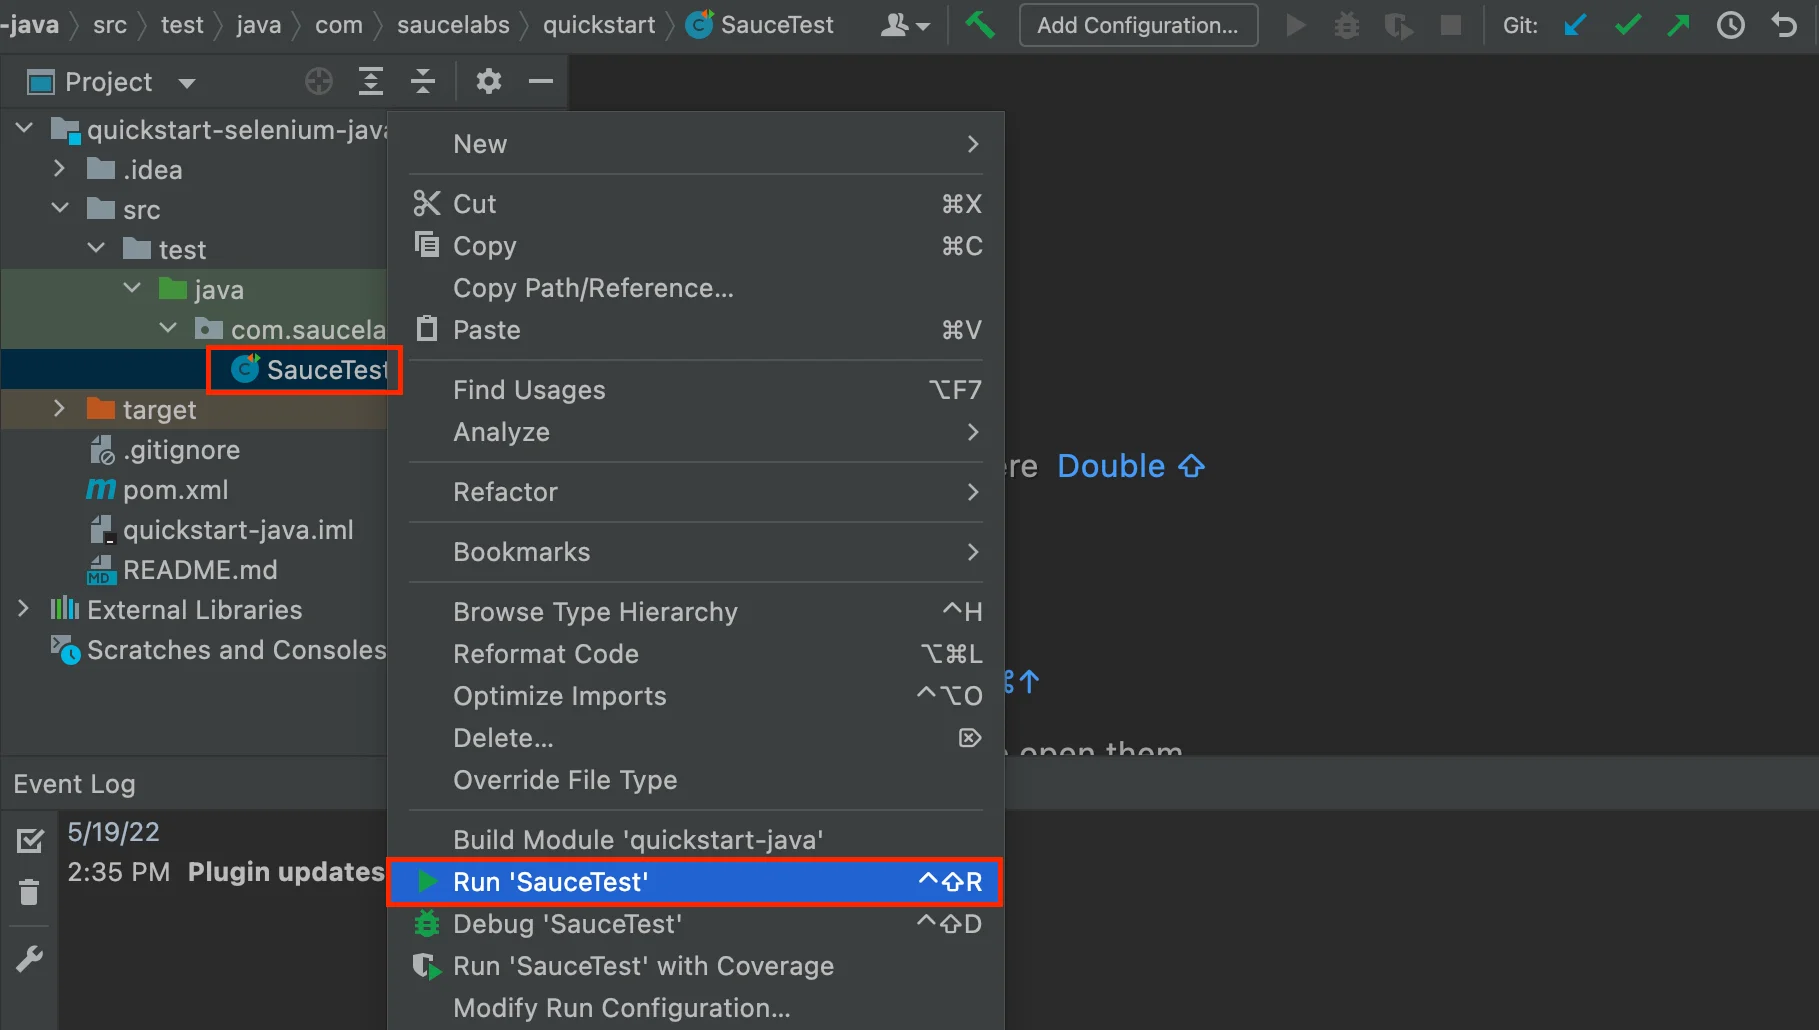 -java src test java com saucelabs quickstart SauceTest Add Configuration... Git:
Project
quickstart-selenium-java
.idea
src
test
java
com.saucela
SauceTest
target
.gitignore
pom.xml
quickstart-java.iml
MD README.md
External Libraries
Scratches and Consoles
New
Cut ⌘X
Copy ⌘C
Copy Path/Reference...
Paste ⌘V
Find Usages ⌥F7
Analyze
Refactor
Bookmarks
Browse Type Hierarchy ^H
Reformat Code ⌥⌘L
Optimize Imports ^⌥O
Delete... ⌦
Override File Type
Build Module 'quickstart-java'
Run 'SauceTest' ^⇧R
Debug 'SauceTest' ^⇧D
Run 'SauceTest' with Coverage
Modify Run Configuration...
ere Double ⇧
⌘↑
open them
Event Log
5/19/22
2:35 PM Plugin updates